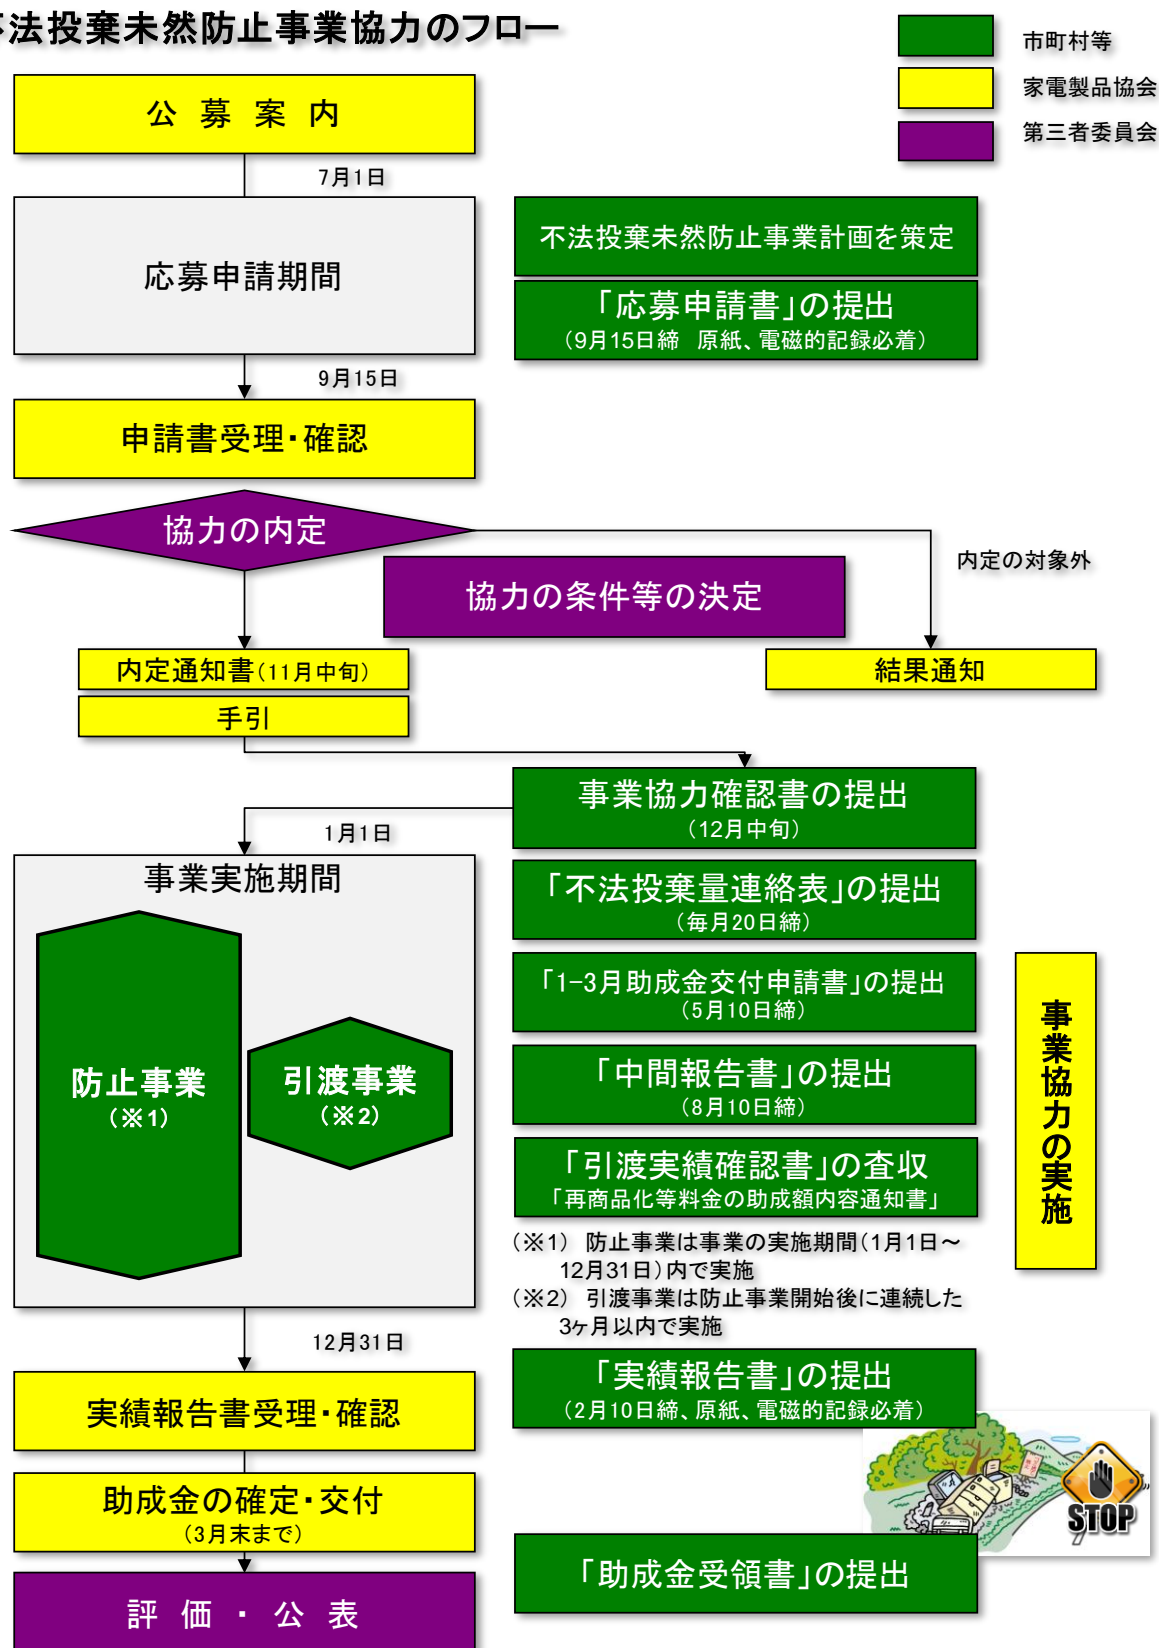 不法投棄未然防止事業協力のフロー
市町村等
家電製品協会
第三者委員会
公 募 案 内
7月1日
応募申請期間
不法投棄未然防止事業計画を策定
「応募申請書」の提出
（9月15日締　原紙、電磁的記録必着）
9月15日
申請書受理・確認
協力の内定
内定の対象外
協力の条件等の決定
内定通知書（11月中旬）
結果通知
手引
事業協力確認書の提出
（12月中旬）
1月1日
事業実施期間
防止事業
（※1）
引渡事業
（※2）
「不法投棄量連絡表」の提出
（毎月20日締）
「1-3月助成金交付申請書」の提出
（5月10日締）
「中間報告書」の提出
（8月10日締）
「引渡実績確認書」の査収
「再商品化等料金の助成額内容通知書」
事業協力の実施
（※1） 防止事業は事業の実施期間（1月1日～
12月31日）内で実施
（※2） 引渡事業は防止事業開始後に連続した
3ヶ月以内で実施
12月31日
実績報告書受理・確認
「実績報告書」の提出
（2月10日締、原紙、電磁的記録必着）
助成金の確定・交付
（3月末まで）
STOP
「助成金受領書」の提出
評 価 ・ 公 表